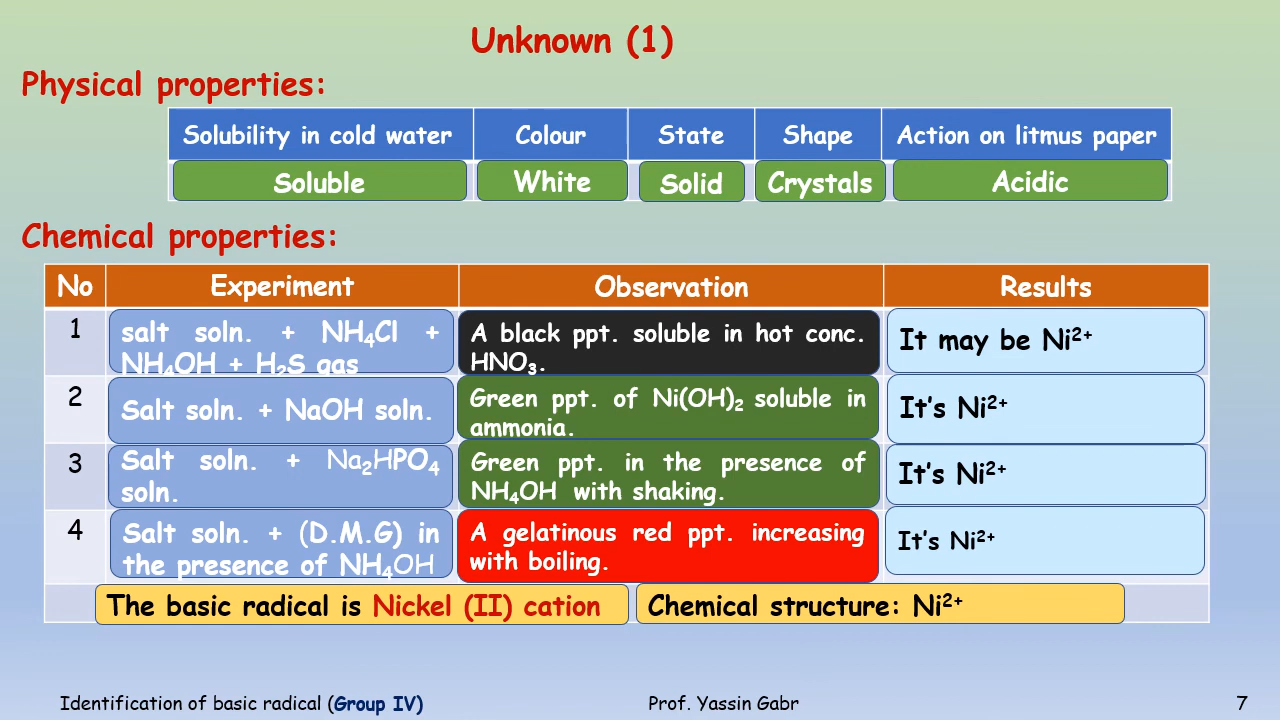 Unknown (1)
Physical properties:
Solubility in cold water
Colour
State
Shape
Action on litmus paper
Soluble
White
Solid
Crystals
Acidic
Chemical properties:
No
Experiment
Observation
Results
1
salt soln. + NH₄Cl +
NH₄OH + H₂S gas
A black ppt. soluble in hot conc.
HNO₃.
It may be Ni²⁺
2
Salt soln. + NaOH soln.
Green ppt. of Ni(OH)₂ soluble in
ammonia.
It's Ni²⁺
3
Salt soln. + Na₂HPO₄
soln.
Green ppt. in the presence of
NH₄OH with shaking.
It's Ni²⁺
4
Salt soln. + (D.M.G) in
the presence of NH₄OH
A gelatinous red ppt. increasing
with boiling.
It's Ni²⁺
The basic radical is Nickel (II) cation
Chemical structure: Ni²⁺
Identification of basic radical (Group IV)
Prof. Yassin Gabr
7